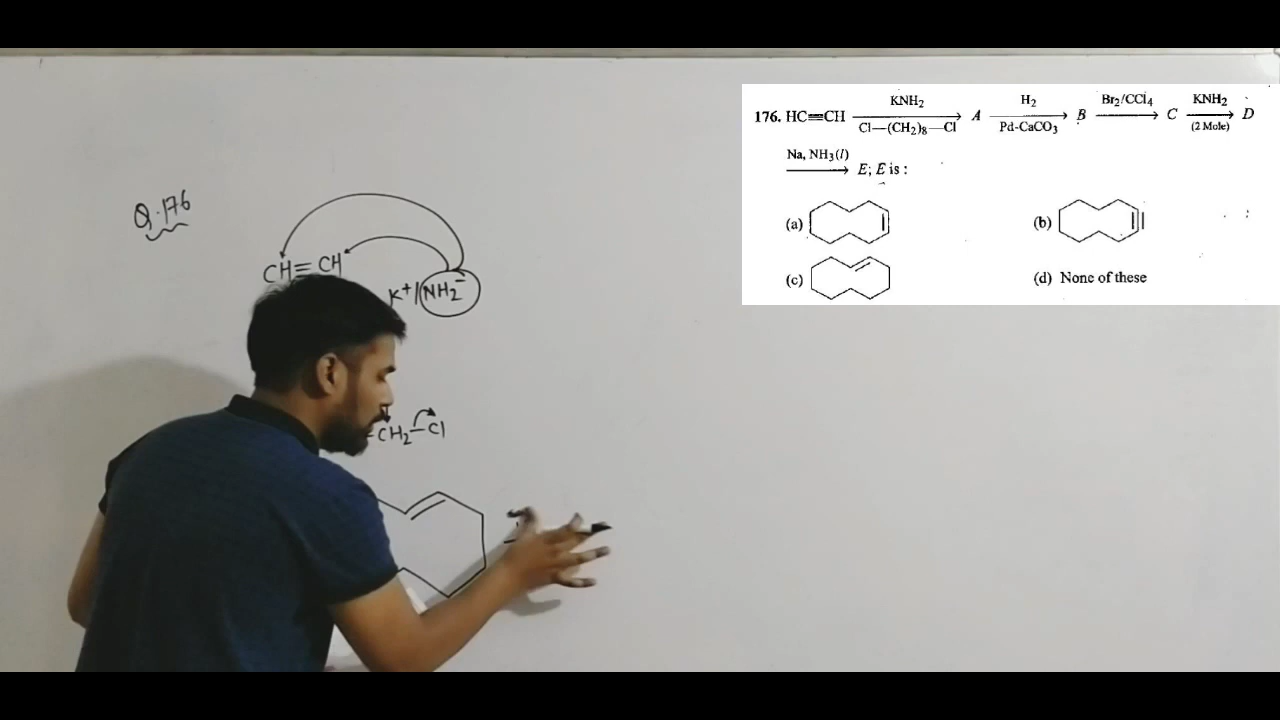 176. HC≡CH
KNH2
Cl—(CH2)8—Cl
A
H2
Pd-CaCO3
B
Br2/CCl4
C
KNH2
(2 Mole)
D
Na, NH3(l)
E; E is :
(a)
(b)
(c)
(d) None of these
Q.176
CH≡CH
K+/NH2−
CH2–Cl